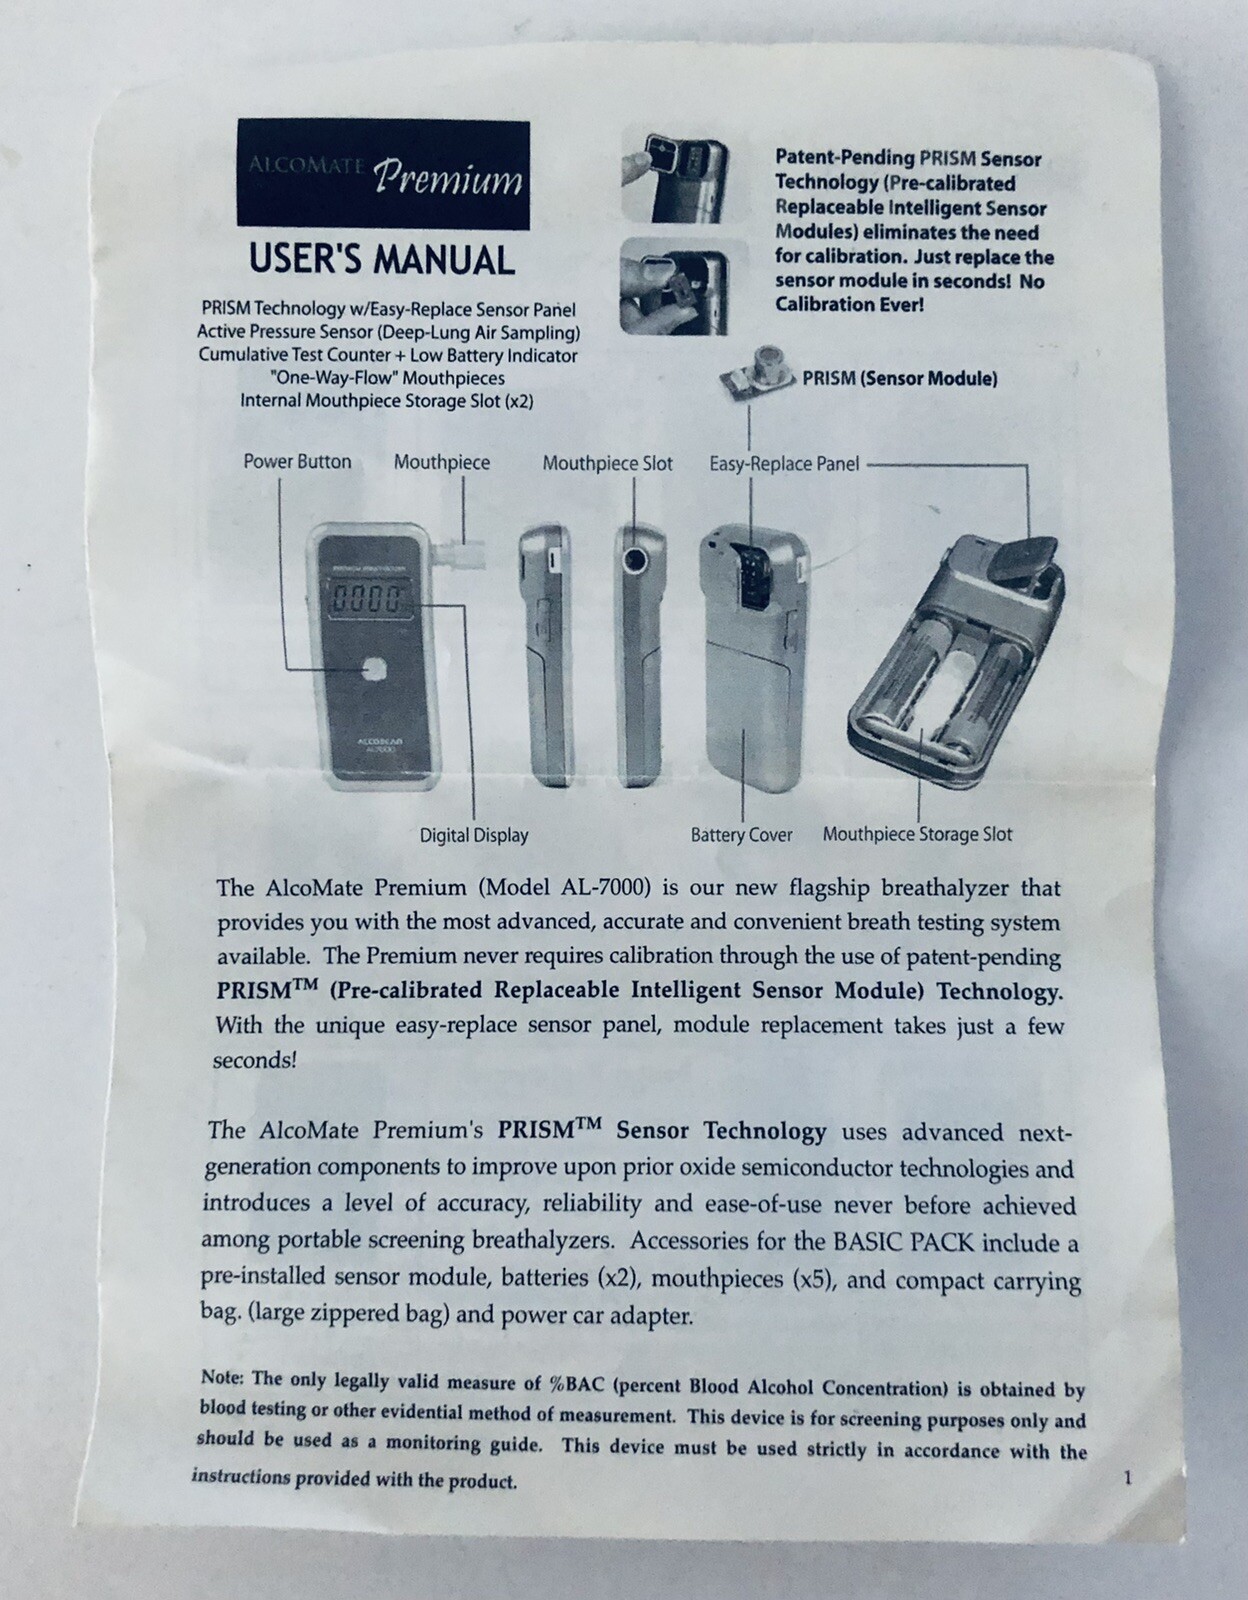 ALCOMATE Premium
USER'S MANUAL
PRISM Technology w/Easy-Replace Sensor Panel
Active Pressure Sensor (Deep-Lung Air Sampling)
Cumulative Test Counter + Low Battery Indicator
"One-Way-Flow" Mouthpieces
Internal Mouthpiece Storage Slot (x2)
Patent-Pending PRISM Sensor
Technology (Pre-calibrated
Replaceable Intelligent Sensor
Modules) eliminates the need
for calibration. Just replace the
sensor module in seconds! No
Calibration Ever!
PRISM (Sensor Module)
Power Button
Mouthpiece
Mouthpiece Slot
Easy-Replace Panel
0.000
AL7000
Digital Display
Battery Cover
Mouthpiece Storage Slot
The AlcoMate Premium (Model AL-7000) is our new flagship breathalyzer that
provides you with the most advanced, accurate and convenient breath testing system
available. The Premium never requires calibration through the use of patent-pending
PRISM™ (Pre-calibrated Replaceable Intelligent Sensor Module) Technology.
With the unique easy-replace sensor panel, module replacement takes just a few
seconds!
The AlcoMate Premium's PRISM™ Sensor Technology uses advanced next-
generation components to improve upon prior oxide semiconductor technologies and
introduces a level of accuracy, reliability and ease-of-use never before achieved
among portable screening breathalyzers. Accessories for the BASIC PACK include a
pre-installed sensor module, batteries (x2), mouthpieces (x5), and compact carrying
bag. (large zippered bag) and power car adapter.
Note: The only legally valid measure of %BAC (percent Blood Alcohol Concentration) is obtained by
blood testing or other evidential method of measurement. This device is for screening purposes only and
should be used as a monitoring guide. This device must be used strictly in accordance with the
instructions provided with the product.
1